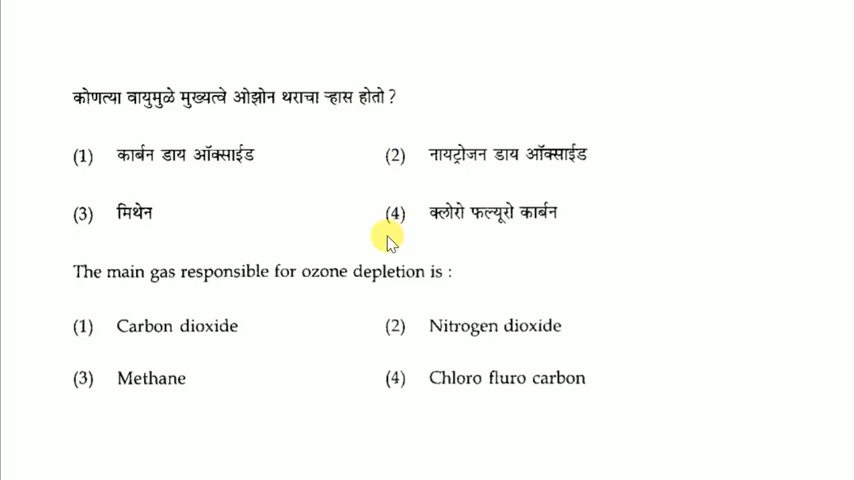 कोणत्या वायुमुळे मुख्यत्वे ओझोन थराचा ऱ्हास होतो ?
(1) कार्बन डाय ऑक्साईड (2) नायट्रोजन डाय ऑक्साईड
(3) मिथेन (4) क्लोरो फल्यूरो कार्बन
The main gas responsible for ozone depletion is :
(1) Carbon dioxide (2) Nitrogen dioxide
(3) Methane (4) Chloro fluro carbon